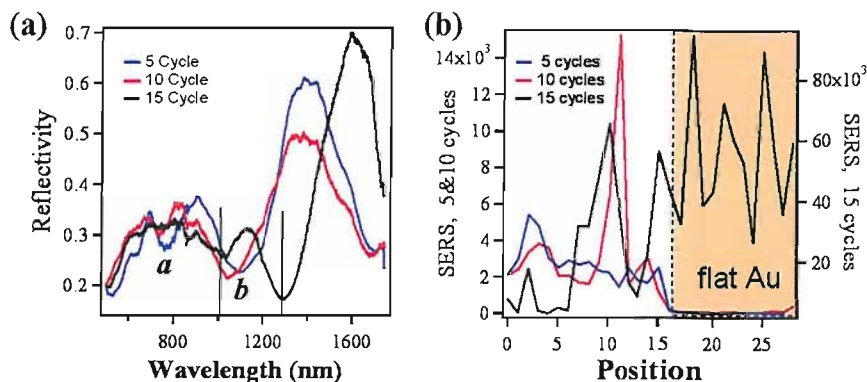 (a)
0.7
0.6
0.5
0.4
0.3
0.2
Reflectivity
5 Cycle
10 Cycle
15 Cycle
a
b
800
1200
1600
Wavelength (nm)
(b)
14x10³
12
10
8
6
4
2
0
SERS, 5&10 cycles
5 cycles
10 cycles
15 cycles
flat Au
80x10³
60
40
20
SERS, 15 cycles
0
5
10
15
20
25
Position